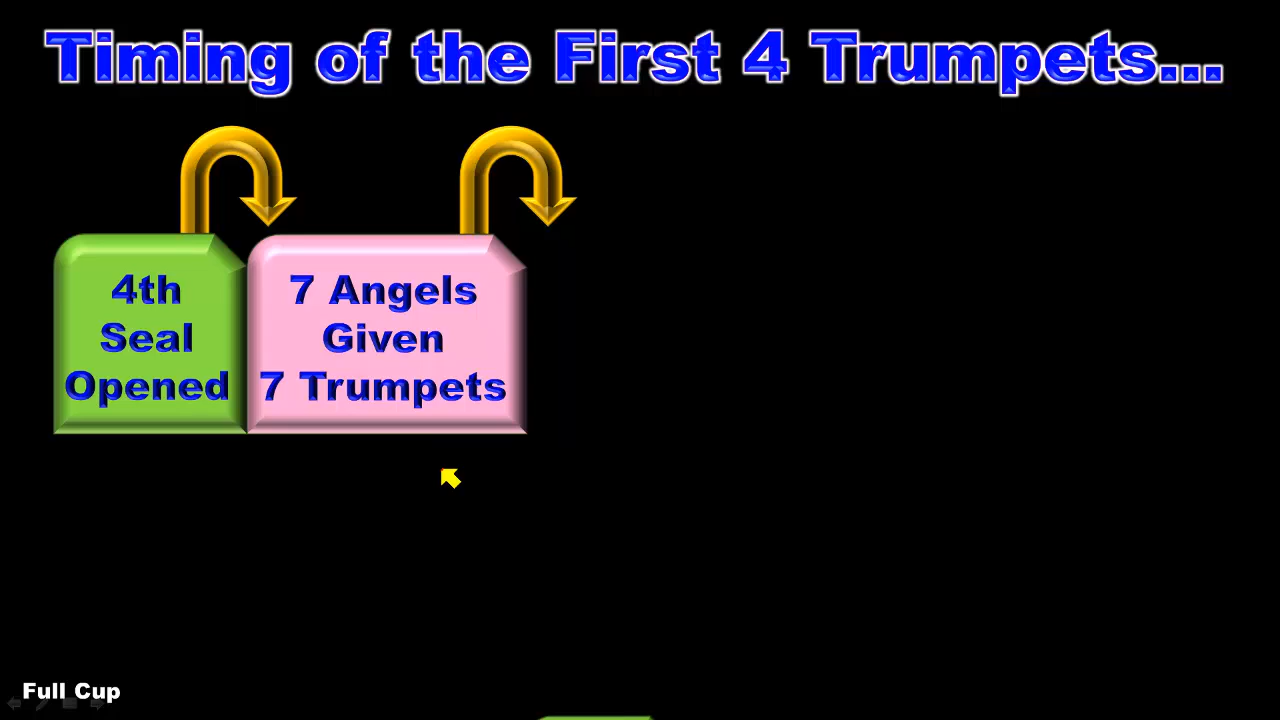 Timing of the First 4 Trumpets...
4th
Seal
Opened
7 Angels
Given
7 Trumpets
Full Cup